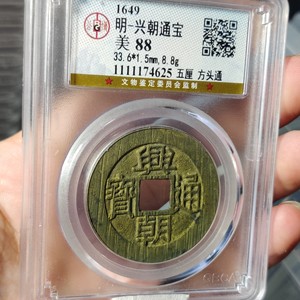 1649
明-兴朝通宝
美 88
33.6*1.5mm,8.8g
1111174625 五厘 方头通
★ 文物鉴定委员会监制 ★
興朝通寶